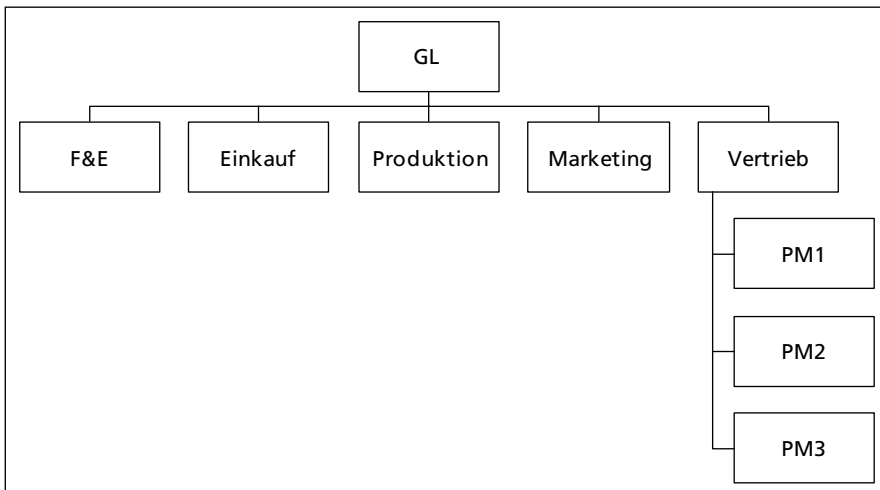 GL
F&E
Einkauf
Produktion
Marketing
Vertrieb
PM1
PM2
PM3